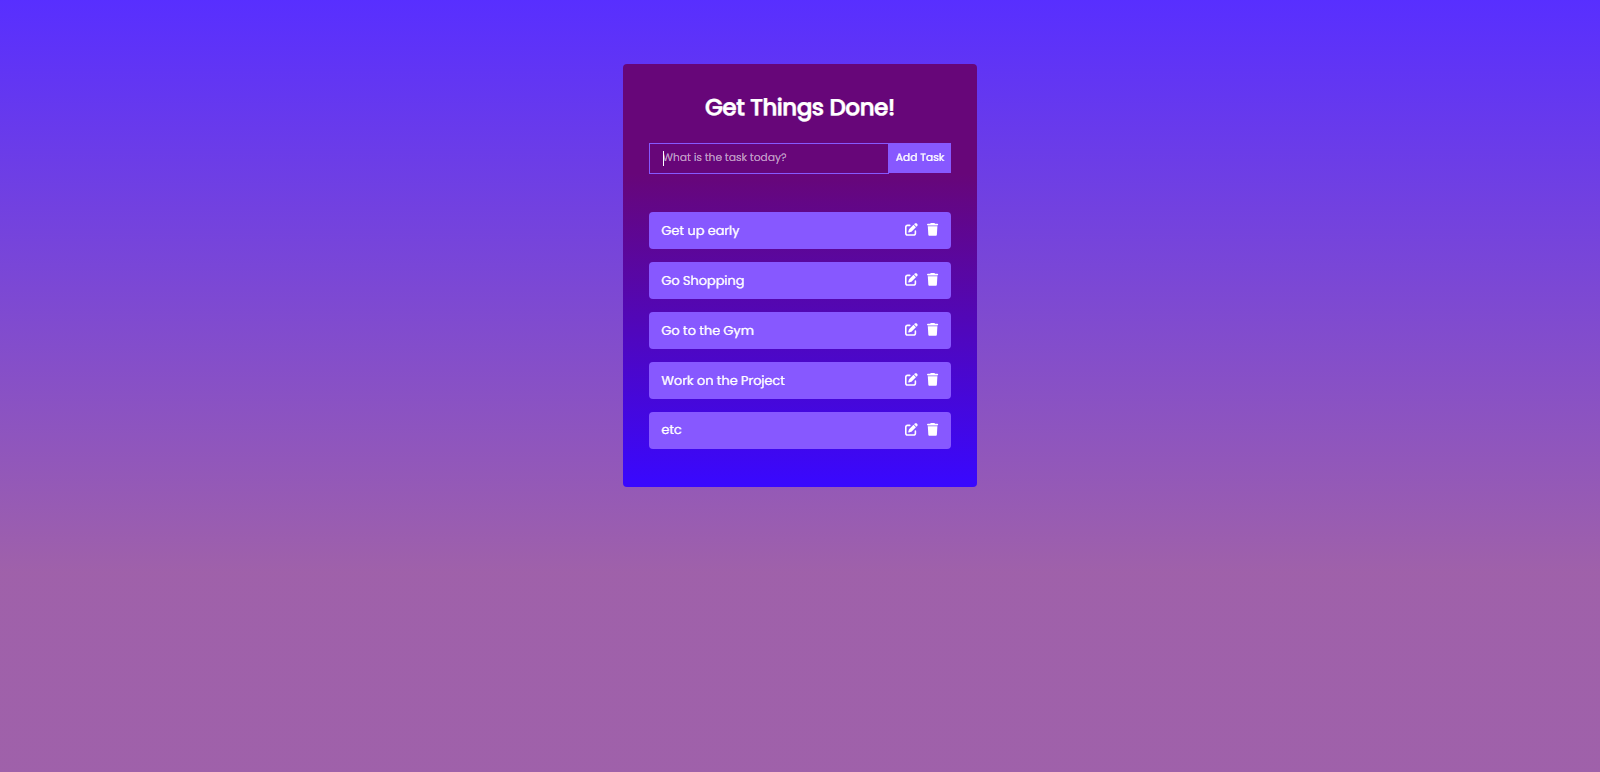 Get Things Done!
What is the task today?
Add Task
Get up early
Go Shopping
Go to the Gym
Work on the Project
etc